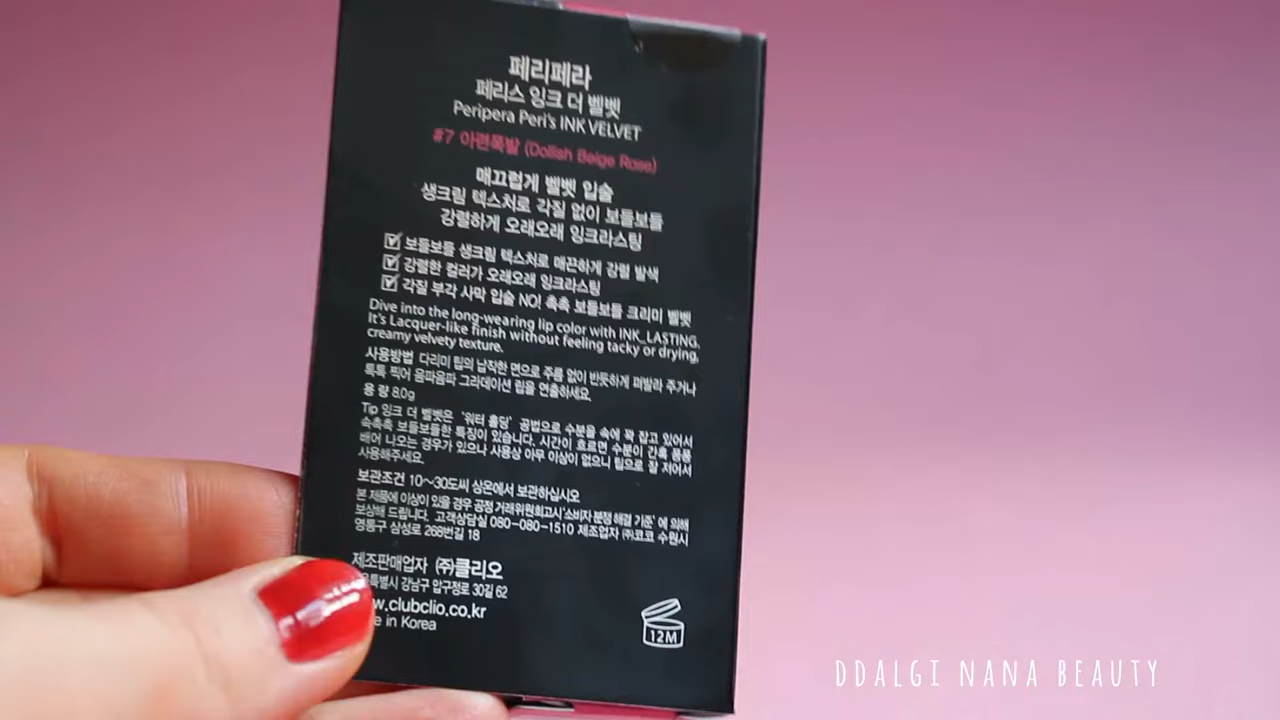 페리페라
페리스 잉크 더 벨벳
Peripera Peri's INK VELVET
#7 아련폭발 (Dollish Beige Rose)
매끄럽게 벨벳 입술
생크림 텍스처로 각질 없이 보들보들
강렬하게 오래오래 잉크라스팅
보들보들 생크림 텍스처로 매끈하게 강렬 발색
강렬한 컬러가 오래오래 잉크라스팅
각질 부각 사막 입술 NO! 촉촉 보들보들 크리미 벨벳
Dive into the long-wearing lip color with INK_LASTING.
It's Lacquer-like finish without feeling tacky or drying,
creamy velvety texture.
사용방법 다리미 팁의 납작한 면으로 주름 없이 반듯하게 펴발라 주거나
톡톡 찍어 음파음파 그라데이션 립을 연출하세요.
용 량 8.0g
Tip 잉크 더 벨벳은 '워터 홀딩' 공법으로 수분을 속에 꽉 잡고 있어서
속촉촉 보들보들한 특징이 있습니다. 시간이 흐르면 수분이 간혹 퐁퐁
배어 나오는 경우가 있으나 사용상 아무 이상이 없으니 팁으로 잘 저어서
사용해주세요.
보관조건 10~30도씨 상온에서 보관하십시오
본 제품에 이상이 있을 경우 공정 거래위원회고시 '소비자 분쟁 해결 기준' 에 의해
보상해 드립니다. 고객상담실 080-080-1510 제조업자 ㈜코코 수원시
영통구 삼성로 268번길 18
제조판매업자 ㈜클리오
특별시 강남구 압구정로 30길 62
w.clubclio.co.kr
e in Korea
12M
DDALGI NANA BEAUTY